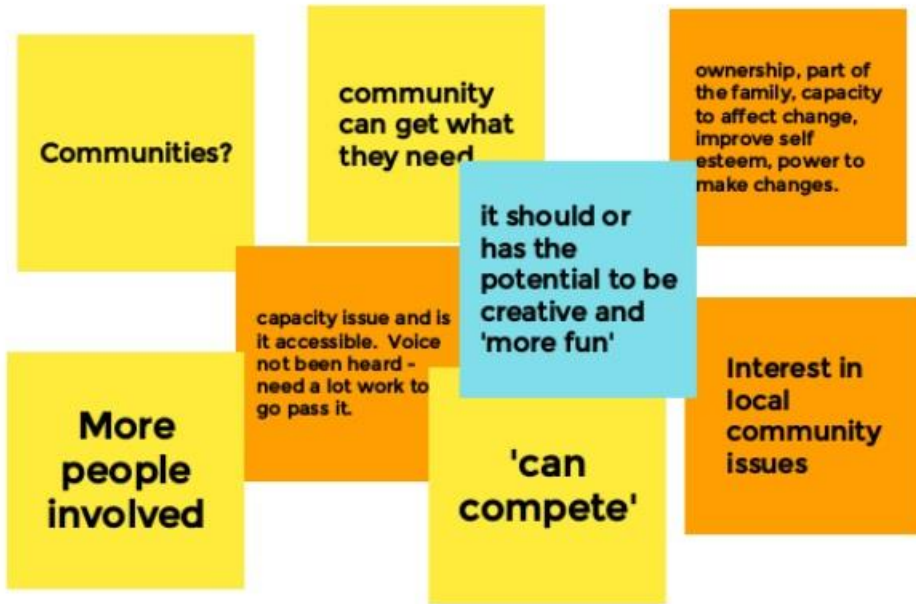 Communities?
community
can get what
they need
ownership, part of
the family, capacity
to affect change,
improve self
esteem, power to
make changes.
it should or
has the
potential to be
creative and
'more fun'
capacity issue and is
it accessible. Voice
not been heard -
need a lot work to
go pass it.
More
people
involved
'can
compete'
Interest in
local
community
issues